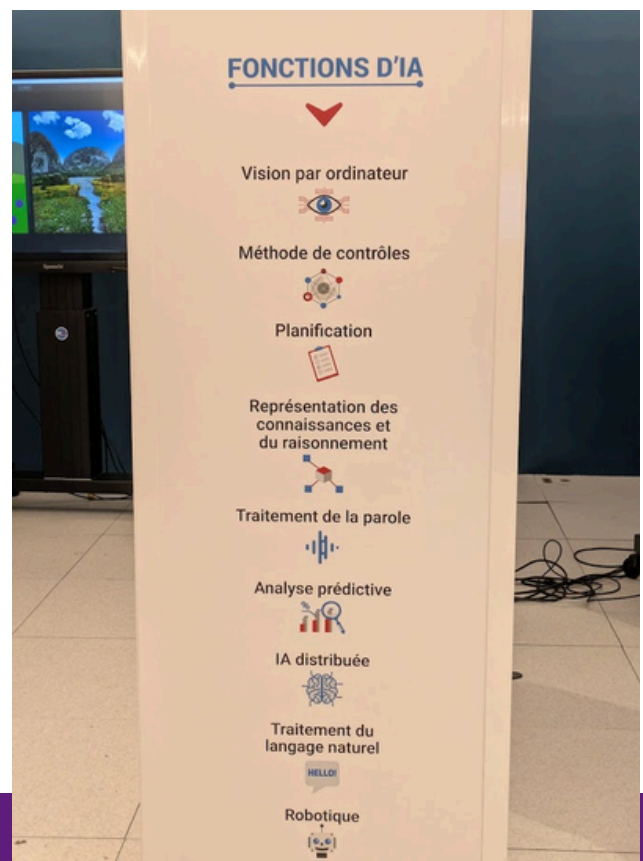 FONCTIONS D'IA
Vision par ordinateur
Méthode de contrôles
Planification
Représentation des
connaissances et
du raisonnement
Traitement de la parole
Analyse prédictive
IA distribuée
Traitement du
langage naturel
HELLO!
Robotique